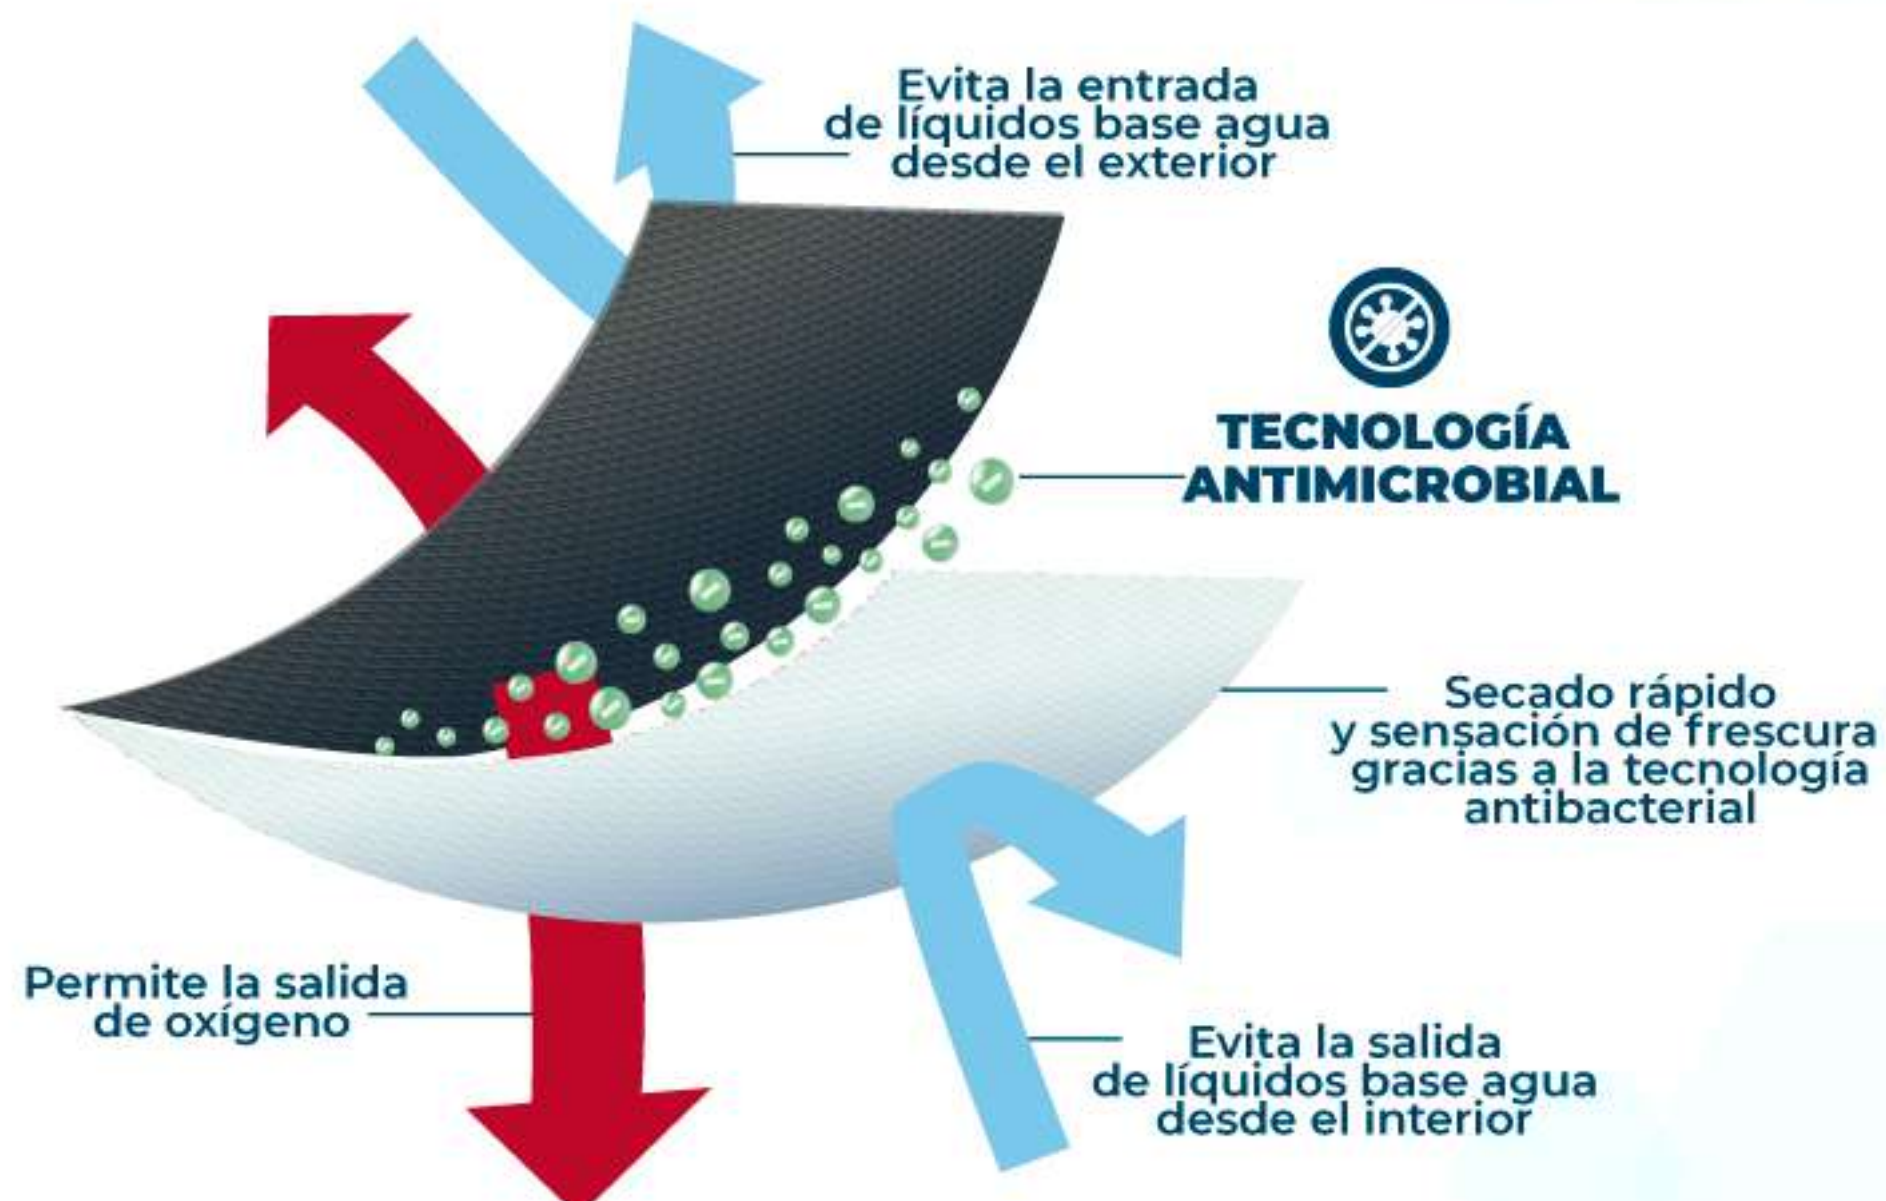 Evita la entrada
de líquidos base agua
desde el exterior
TECNOLOGÍA
ANTIMICROBIAL
Secado rápido
y sensación de frescura
gracias a la tecnología
antibacterial
Permite la salida
de oxígeno
Evita la salida
de líquidos base agua
desde el interior